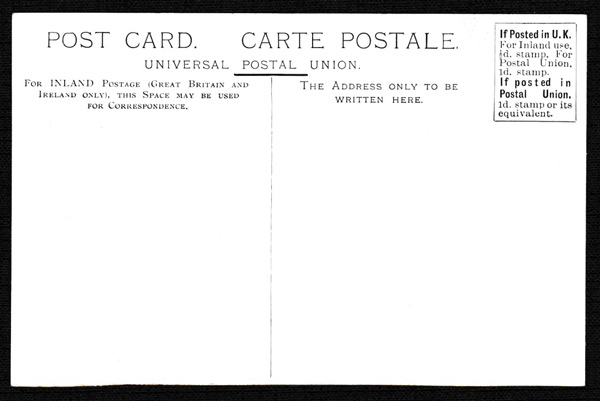 POST CARD. CARTE POSTALE.
UNIVERSAL POSTAL UNION.
FOR INLAND POSTAGE (GREAT BRITAIN AND
IRELAND ONLY), THIS SPACE MAY BE USED
FOR CORRESPONDENCE.
THE ADDRESS ONLY TO BE
WRITTEN HERE.
If Posted in U.K.
For Inland use,
½d. stamp. For
Postal Union,
1d. stamp.
If posted in
Postal Union.
1d. stamp or its
equivalent.